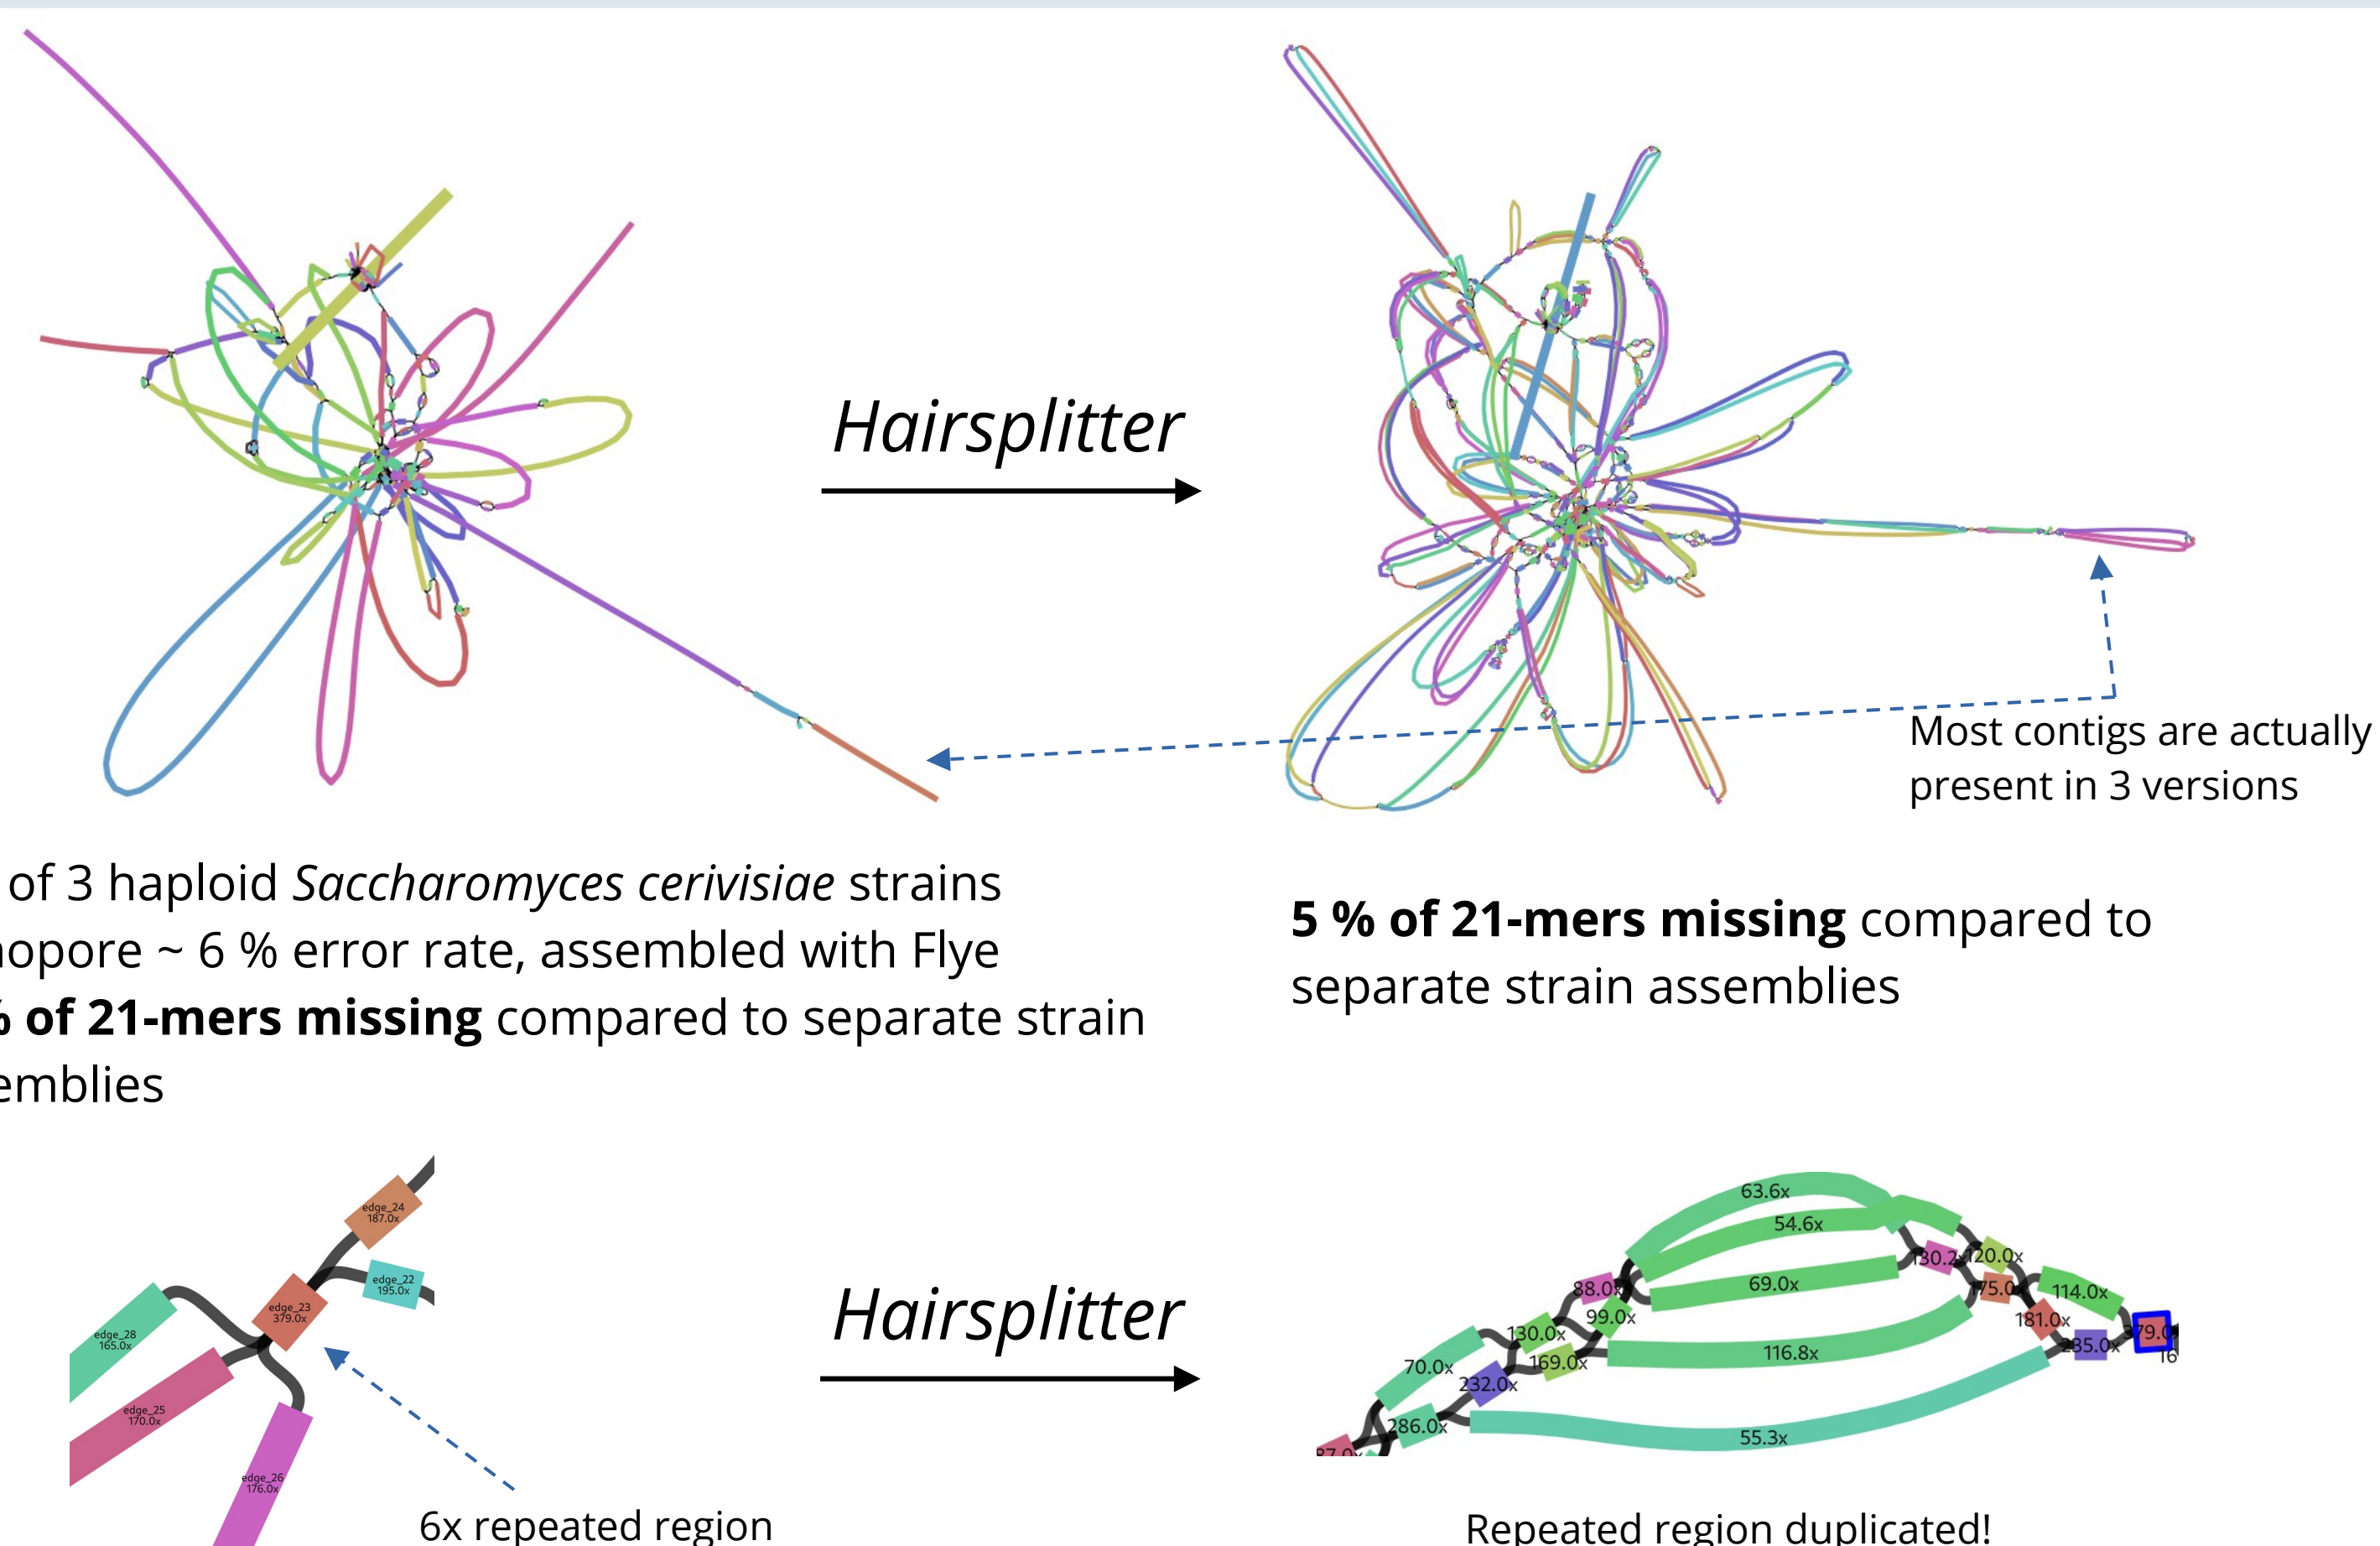 Hairsplitter
Most contigs are actually
present in 3 versions
of 3 haploid Saccharomyces cerivisiae strains
nopore ~ 6 % error rate, assembled with Flye
% of 21-mers missing compared to separate strain
emblies
5 % of 21-mers missing compared to
separate strain assemblies
edge_24
187.0x
edge_22
195.0x
edge_23
379.0x
edge_28
165.0x
edge_25
170.0x
edge_26
176.0x
6x repeated region
Hairsplitter
63.6x
54.6x
130.2x
120.0x
69.0x
88.0x
175.0x
114.0x
99.0x
181.0x
130.0x
116.8x
235.0x
169.0x
70.0x
232.0x
286.0x
55.3x
Repeated region duplicated!